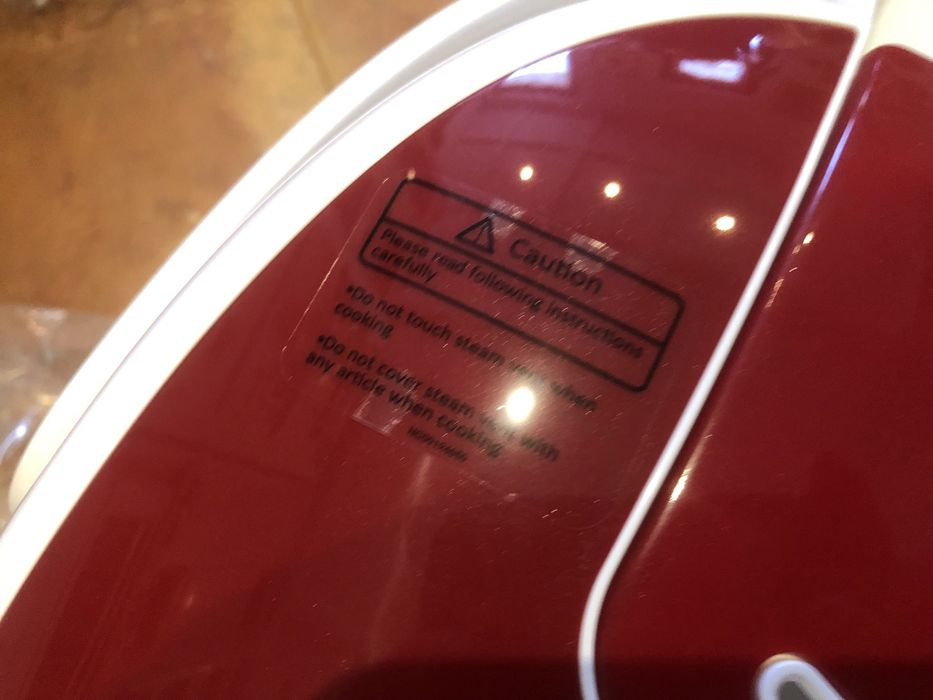 Caution
Please read following instructions
carefully
•Do not touch steam vent when
cooking
•Do not cover steam vent with
any article when cooking